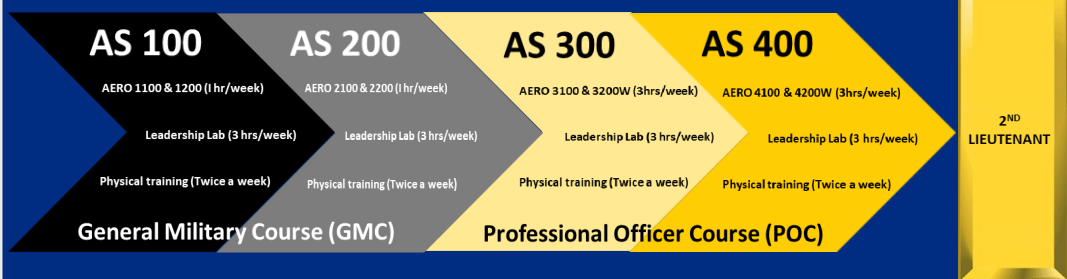 AS 100
AERO 1100 & 1200 (I hr/week)
Leadership Lab (3 hrs/week)
Physical training (Twice a week)
AS 200
AERO 2100 & 2200 (I hr/week)
Leadership Lab (3 hrs/week)
Physical training (Twice a week)
General Military Course (GMC)
AS 300
AERO 3100 & 3200W (3hrs/week)
Leadership Lab (3 hrs/week)
Physical training (Twice a week)
AS 400
AERO 4100 & 4200W (3hrs/week)
Leadership Lab (3 hrs/week)
Physical training (Twice a week)
Professional Officer Course (POC)
2ND
LIEUTENANT